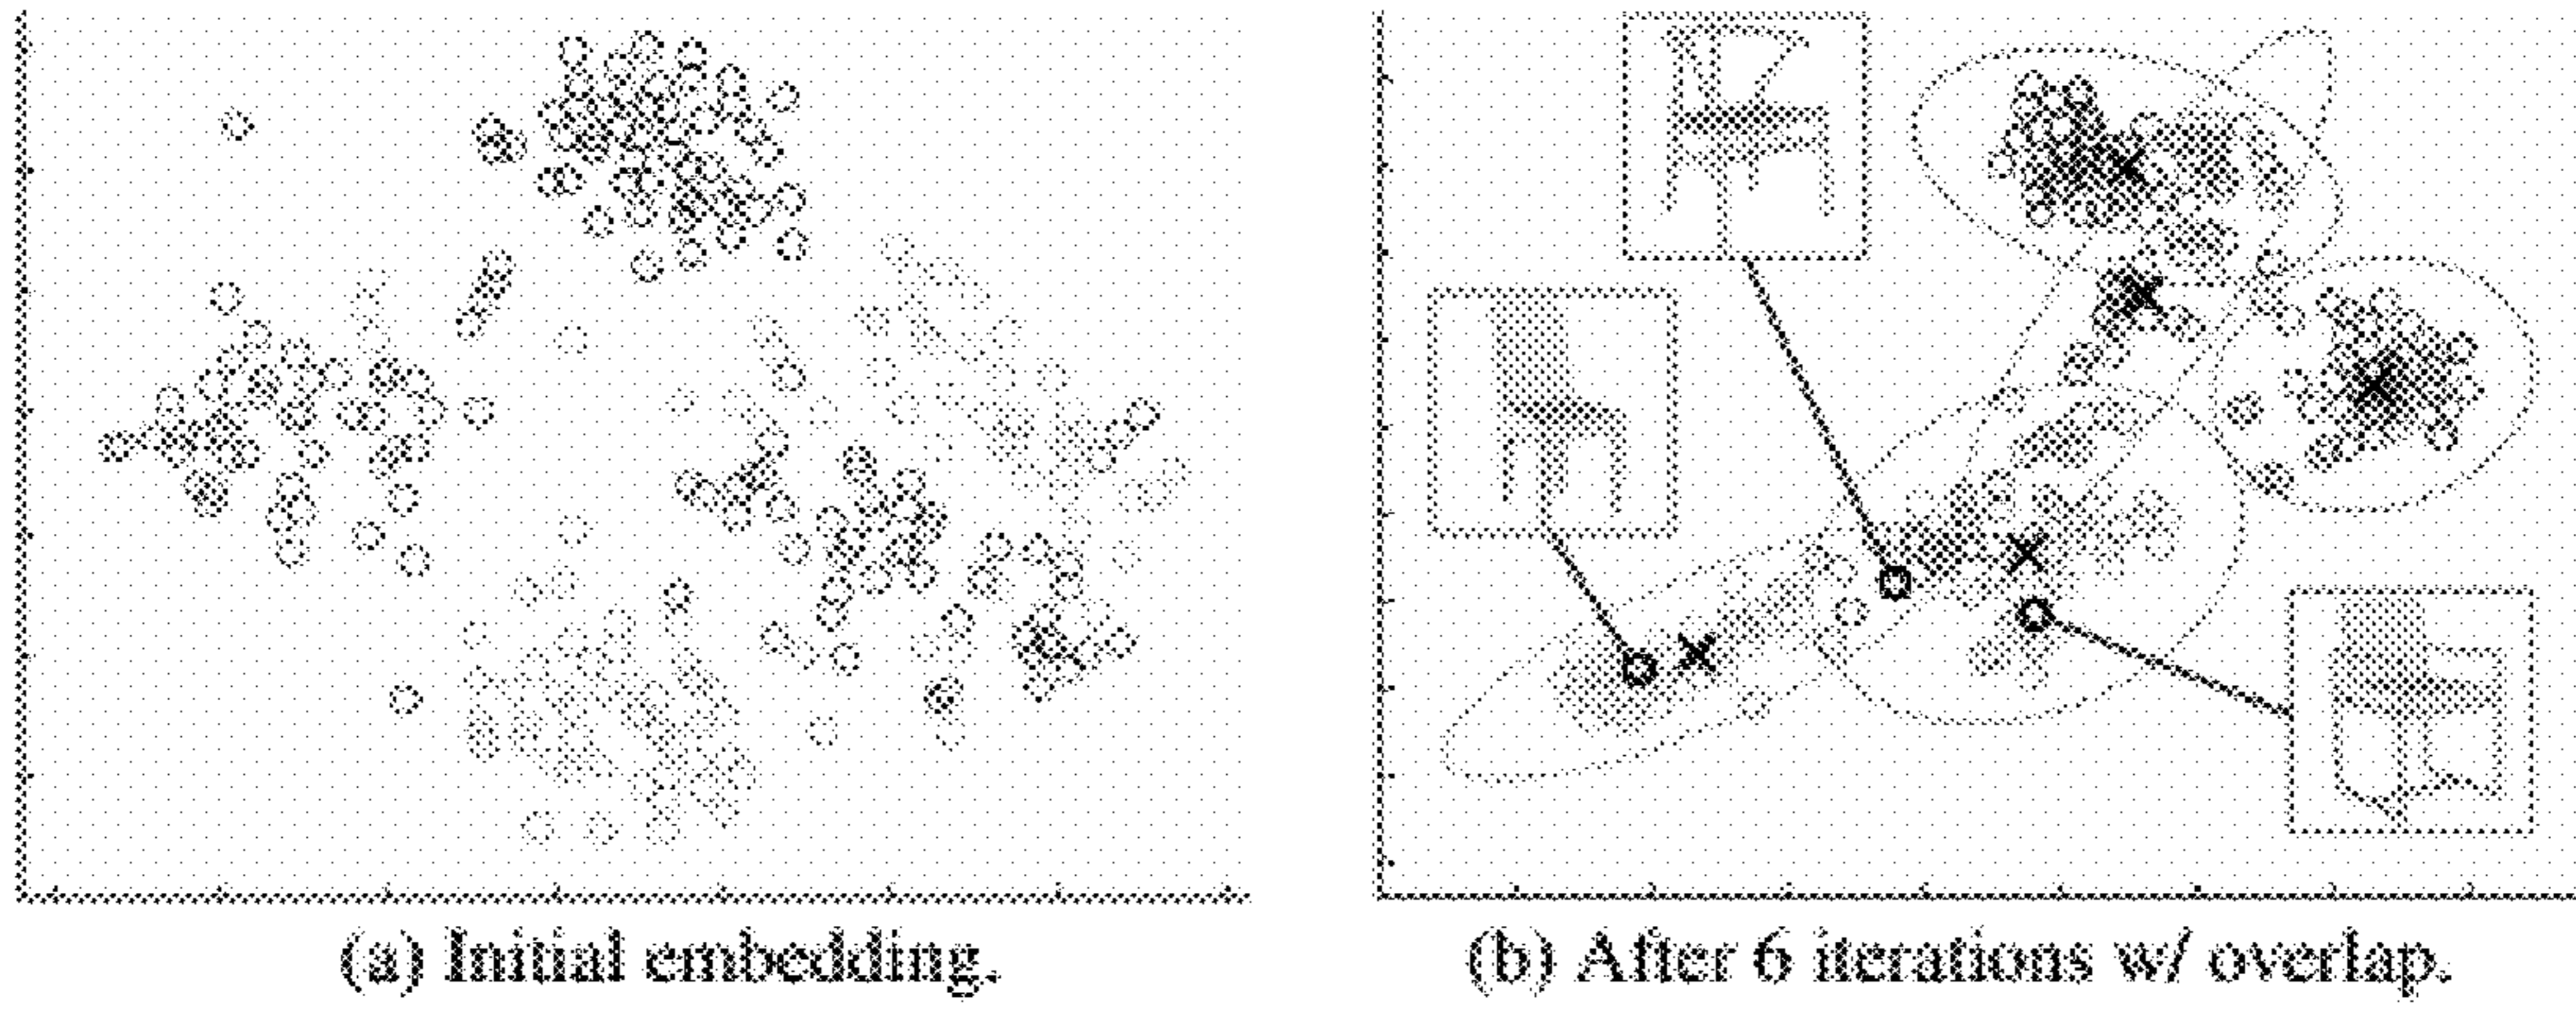 (a) Initial embedding.
(b) After 6 iterations w/ overlap.